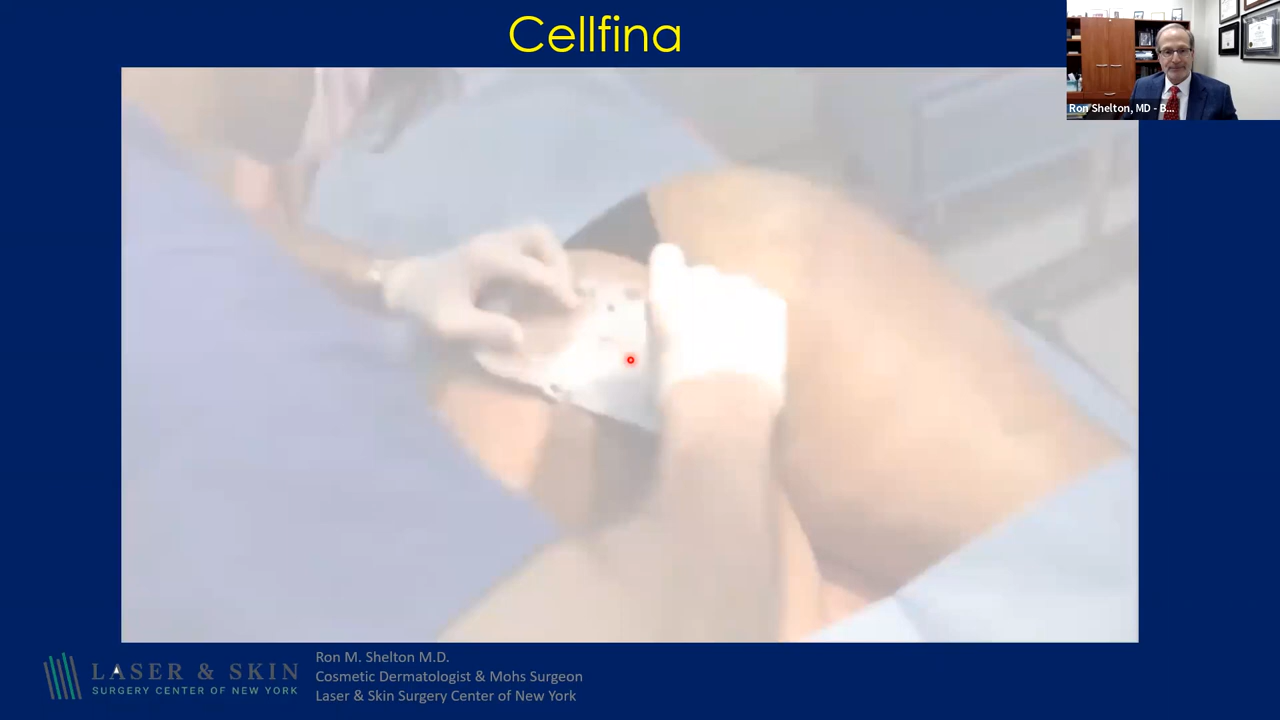 Cellfina
Ron Shelton, MD - B...
LASER & SKIN
SURGERY CENTER OF NEW YORK
Ron M. Shelton M.D.
Cosmetic Dermatologist & Mohs Surgeon
Laser & Skin Surgery Center of New York